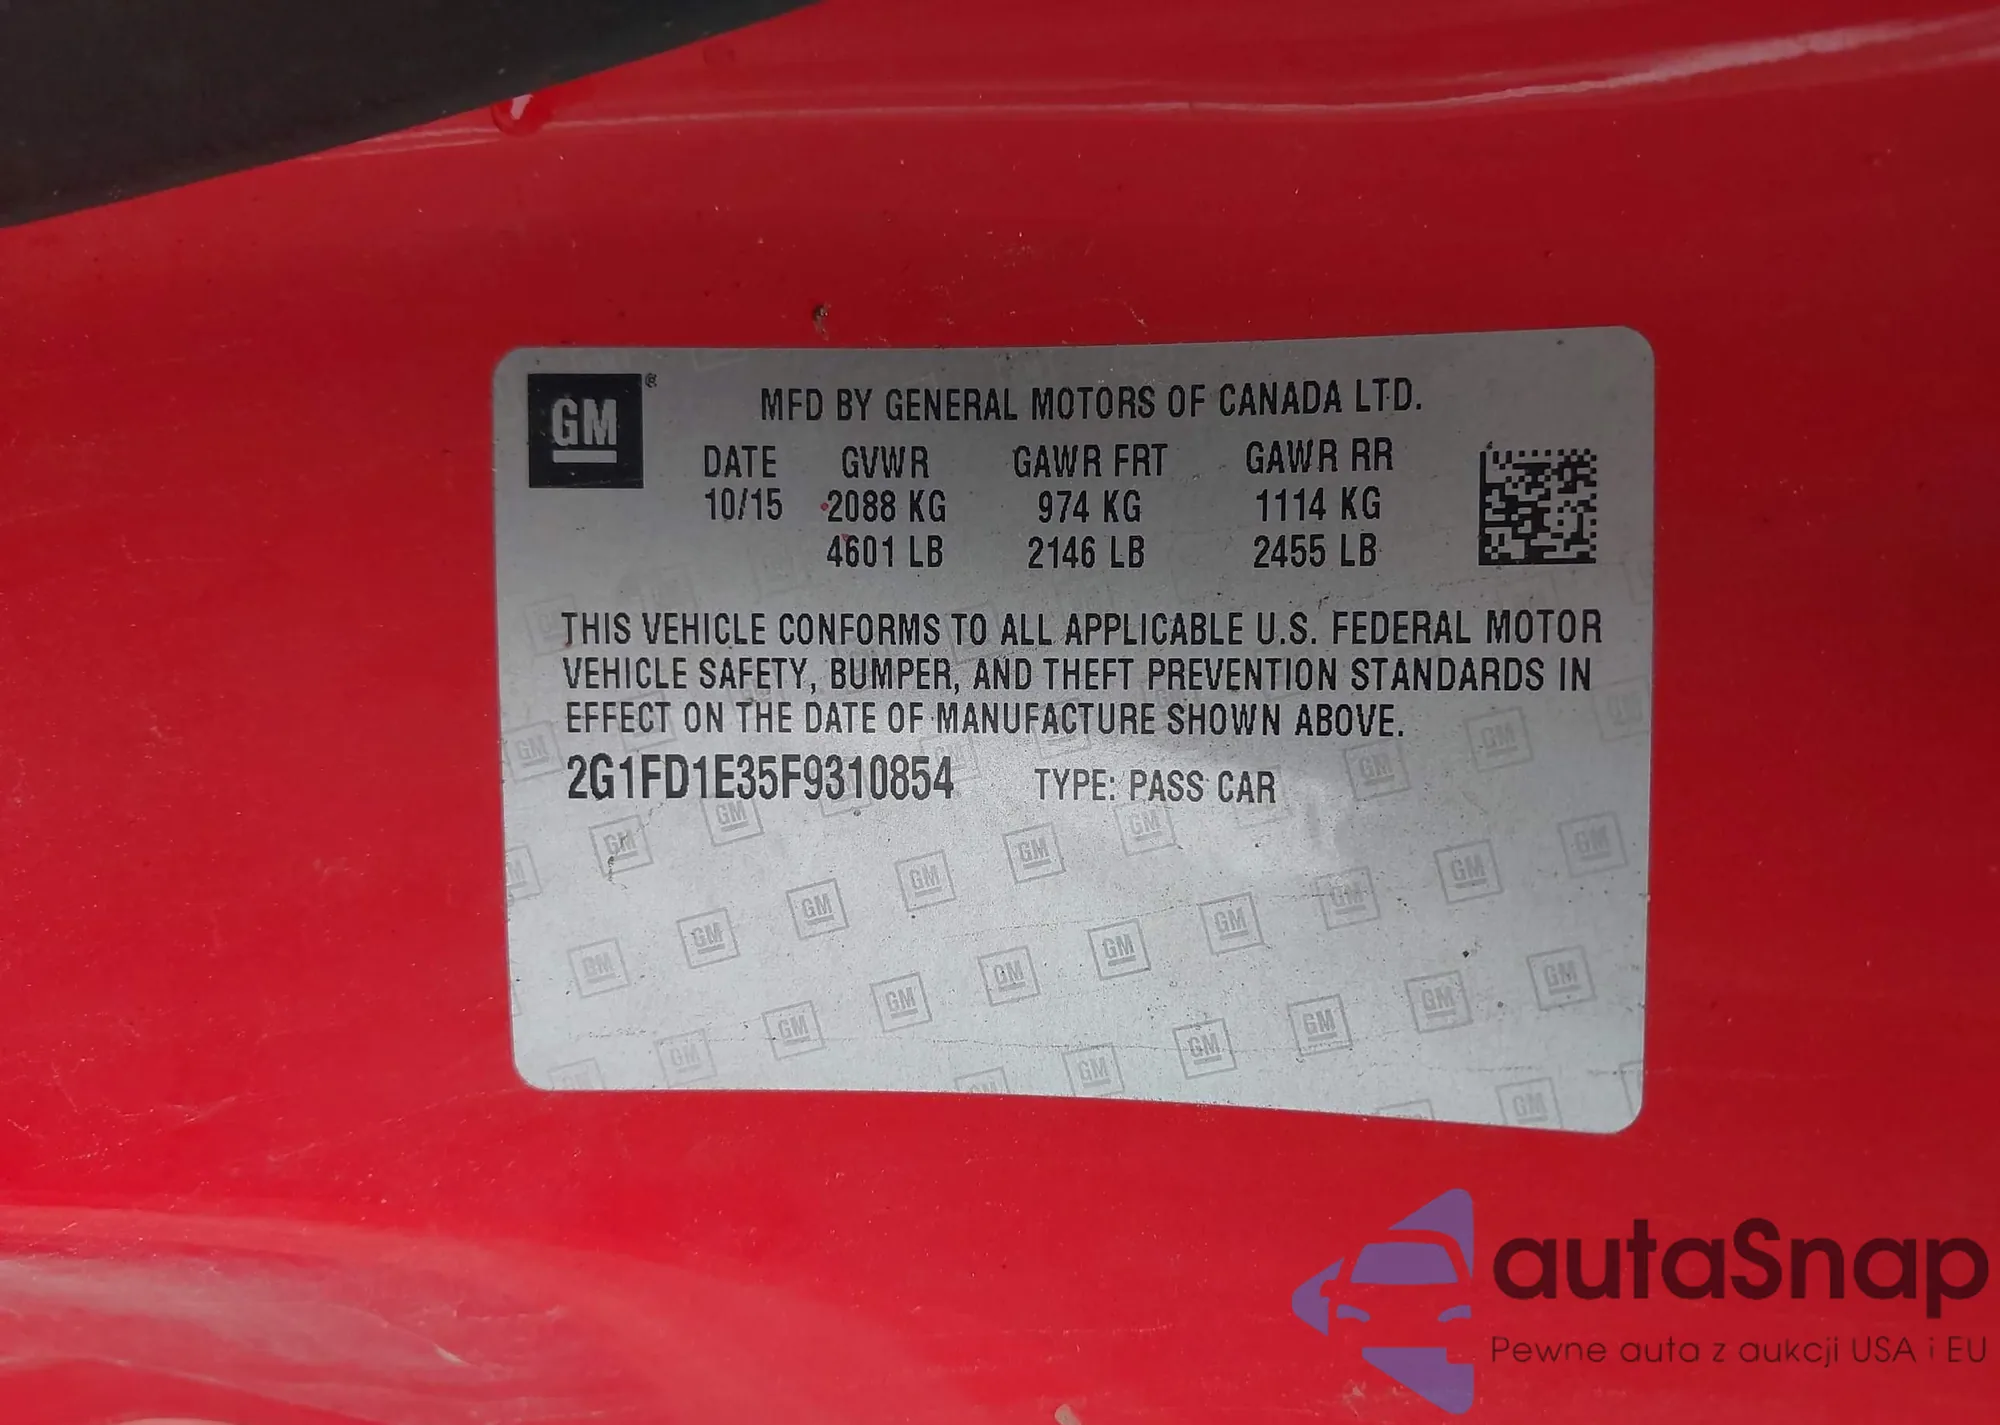 GM ®
MFD BY GENERAL MOTORS OF CANADA LTD.
DATE GVWR GAWR FRT GAWR RR
10/15 2088 KG 974 KG 1114 KG
4601 LB 2146 LB 2455 LB
THIS VEHICLE CONFORMS TO ALL APPLICABLE U.S. FEDERAL MOTOR
VEHICLE SAFETY, BUMPER, AND THEFT PREVENTION STANDARDS IN
EFFECT ON THE DATE OF MANUFACTURE SHOWN ABOVE.
2G1FD1E35F9310854 TYPE: PASS CAR
autaSnap
Pewne auta z aukcji USA i EU